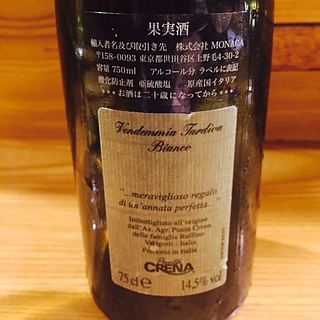 果実酒
輸入者名及び取引き先 株式会社 MONACA
〒158-0093 東京都世田谷区上野毛4-30-2
容量 750ml アルコール分 ラベルに表記
酸化防止剤 亜硫酸塩 原産国イタリア
***お酒は二十歳になってから***
Vendemmia Tardiva
Bianco
"...meraviglioso regalo
di un'annata perfetta..."
Imbottigliato all'origine
dall'Az. Agr. Punta Crena
della famiglia Ruffino
Varigotti - Italia
Prodotto in Italia
Punta
CRENA
75 cl e 14,5% vol